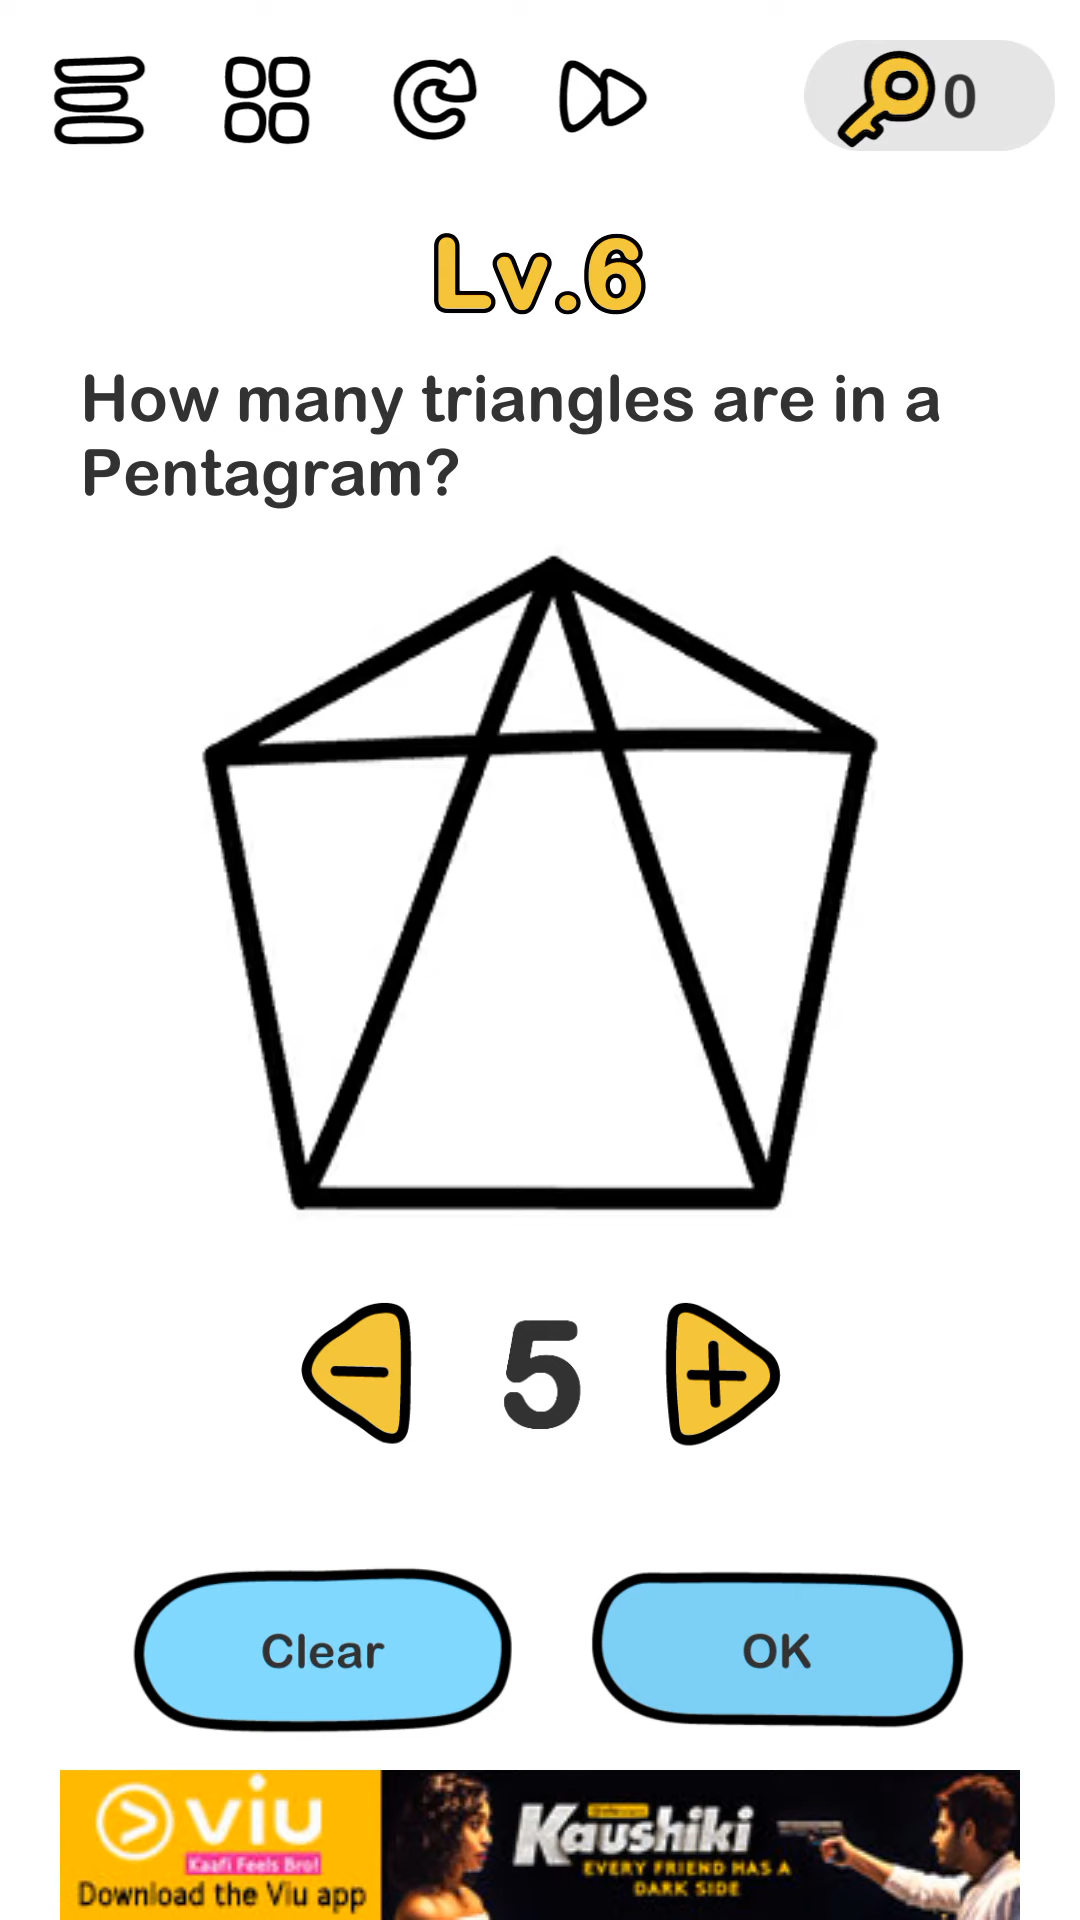 0
Lv.6
How many triangles are in a
Pentagram?
5
Clear
OK
viu
Kaafi Feels Bro!
Download the Viu app
Kaushiki
EVERY FRIEND HAS A
DARK SIDE